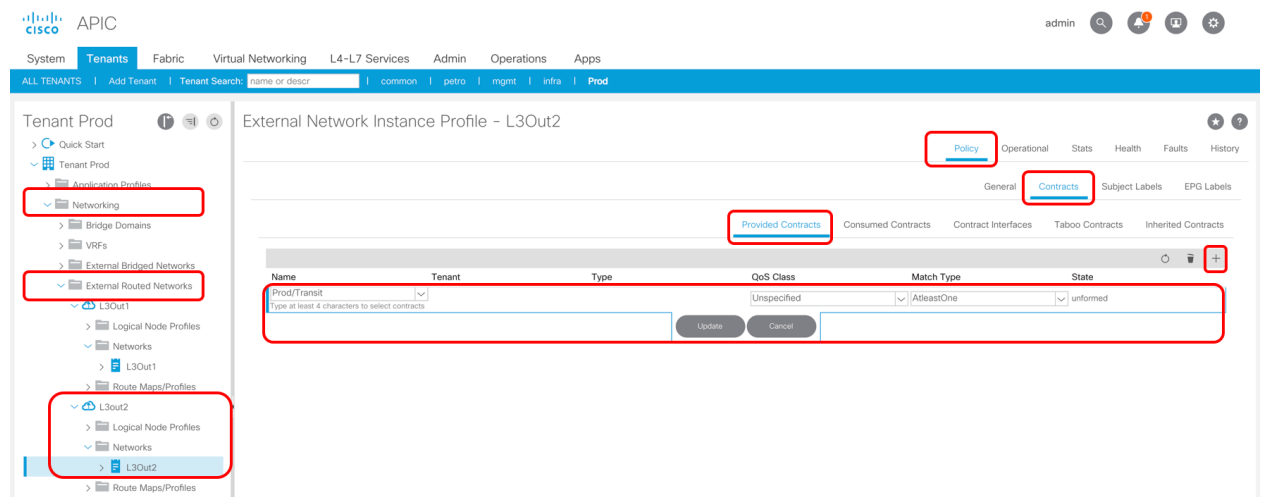 cisco APIC admin 1
System Tenants Fabric Virtual Networking L4-L7 Services Admin Operations Apps
ALL TENANTS | Add Tenant | Tenant Search: name or descr | common | petro | mgmt | infra | Prod
Tenant Prod
Quick Start
Tenant Prod
Application Profiles
Networking
Bridge Domains
VRFs
External Bridged Networks
External Routed Networks
L3Out1
Logical Node Profiles
Networks
L3Out1
Route Maps/Profiles
L3out2
Logical Node Profiles
Networks
L3Out2
Route Maps/Profiles
External Network Instance Profile - L3Out2
Policy Operational Stats Health Faults History
General Contracts Subject Labels EPG Labels
Provided Contracts Consumed Contracts Contract Interfaces Taboo Contracts Inherited Contracts
Name Tenant Type QoS Class Match Type State
Prod/Transit Unspecified AtleastOne unformed
Type at least 4 characters to select contracts
Update Cancel